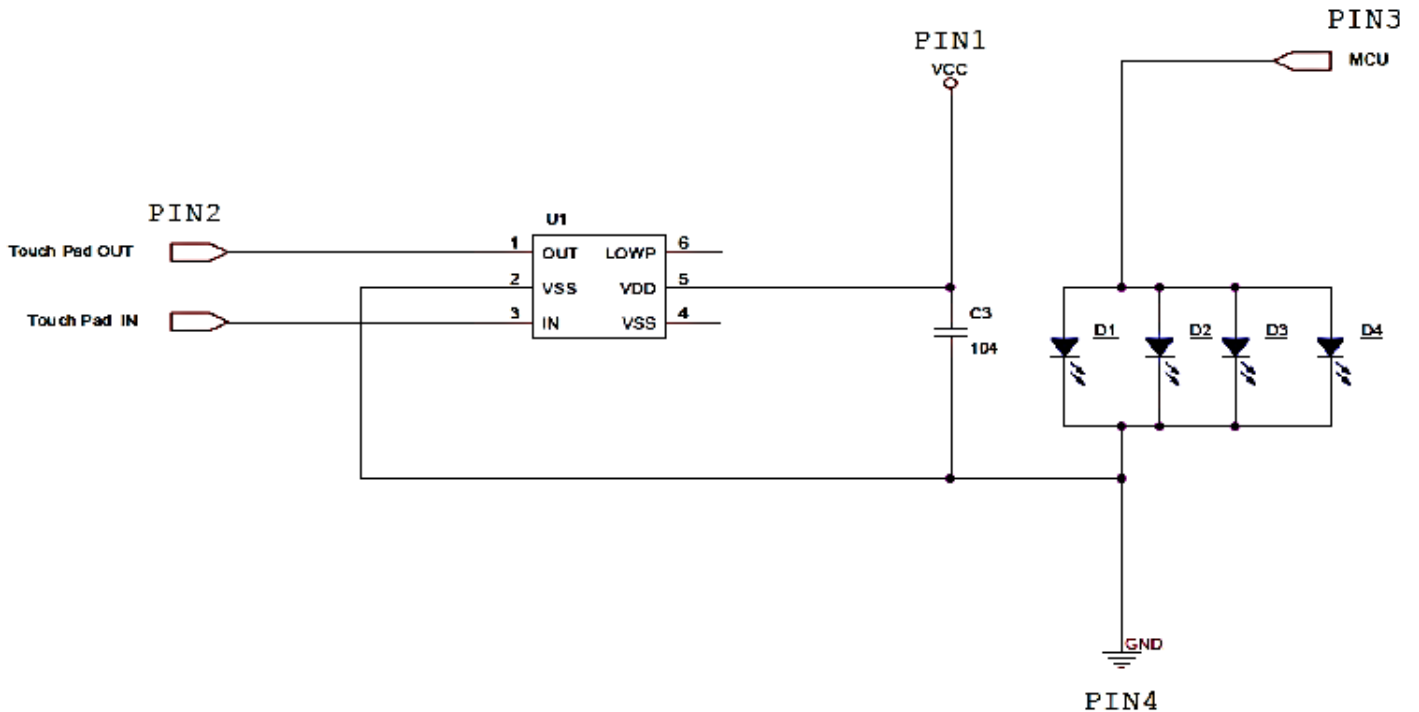 PIN3
MCU
PIN1
VCC
PIN2
U1
Touch Pad OUT
1 OUT LOWP 6
2 VSS VDD 5
Touch Pad IN
3 IN VSS 4
C3
104
D1 D2 D3 D4
GND
PIN4